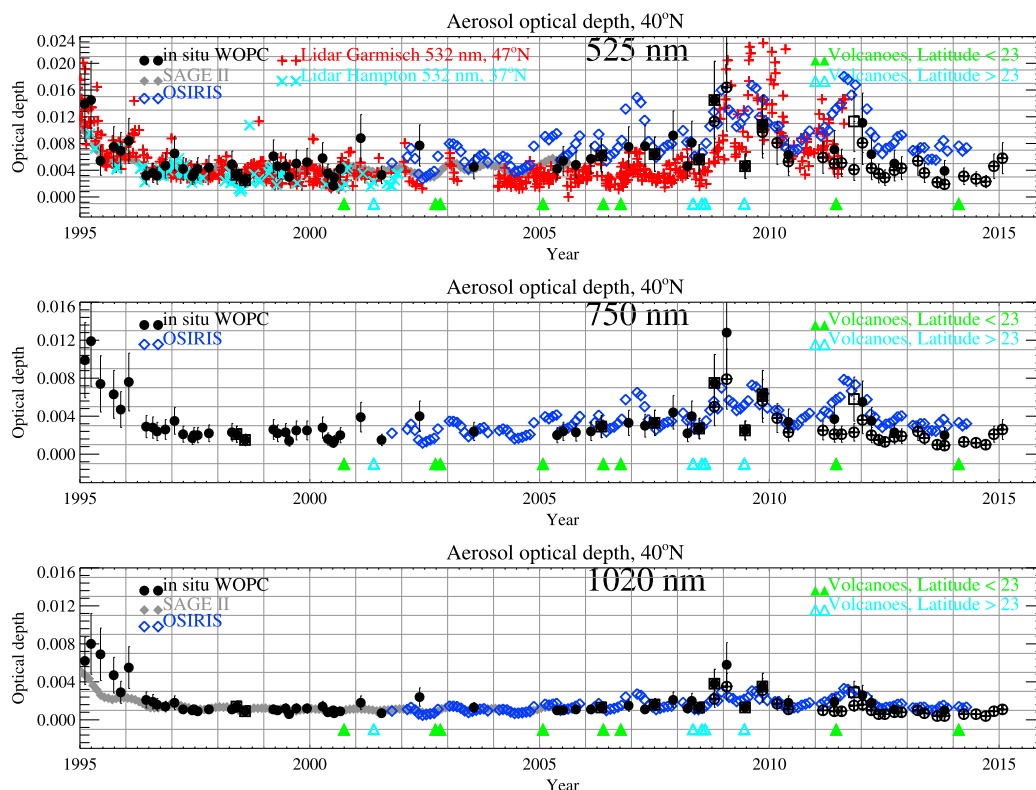 Aerosol optical depth, 40°N
525 nm
in situ WOPC
SAGE II
OSIRIS
Lidar Garmisch 532 nm, 47°N
Lidar Hampton 532 nm, 37°N
Volcanoes, Latitude < 23
Volcanoes, Latitude > 23
Optical depth
0.024
0.020
0.016
0.012
0.008
0.004
0.000
1995 2000 2005 2010 2015
Year
Aerosol optical depth, 40°N
750 nm
in situ WOPC
OSIRIS
Volcanoes, Latitude < 23
Volcanoes, Latitude > 23
Optical depth
0.016
0.012
0.008
0.004
0.000
1995 2000 2005 2010 2015
Year
Aerosol optical depth, 40°N
1020 nm
in situ WOPC
SAGE II
OSIRIS
Volcanoes, Latitude < 23
Volcanoes, Latitude > 23
Optical depth
0.016
0.012
0.008
0.004
0.000
1995 2000 2005 2010 2015
Year